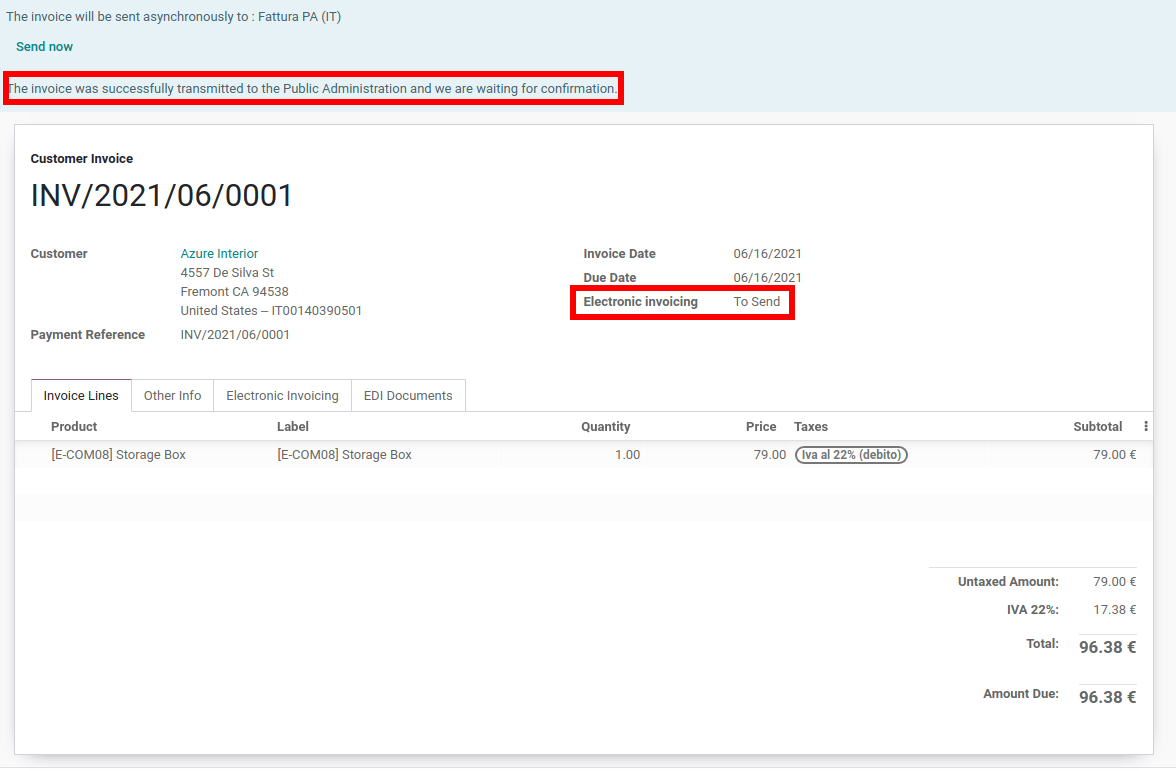 The invoice will be sent asynchronously to : Fattura PA (IT)
Send now
The invoice was successfully transmitted to the Public Administration and we are waiting for confirmation.
Customer Invoice
INV/2021/06/0001
Customer Azure Interior
4557 De Silva St
Fremont CA 94538
United States – IT00140390501
Payment Reference INV/2021/06/0001
Invoice Date 06/16/2021
Due Date 06/16/2021
Electronic invoicing To Send
Invoice Lines Other Info Electronic Invoicing EDI Documents
Product Label Quantity Price Taxes Subtotal
[E-COM08] Storage Box [E-COM08] Storage Box 1.00 79.00 Iva al 22% (debito) 79.00 €
Untaxed Amount: 79.00 €
IVA 22%: 17.38 €
Total: 96.38 €
Amount Due: 96.38 €